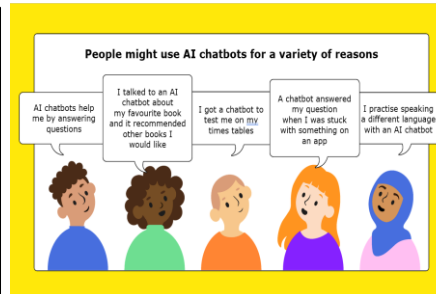 People might use AI chatbots for a variety of reasons
AI chatbots help
me by answering
questions
I talked to an AI
chatbot about
my favourite book
and it recommended
other books I
would like
I got a chatbot to
test me on my
times tables
A chatbot answered
my question
when I was stuck
with something on
an app
I practise speaking
a different language
with an AI chatbot